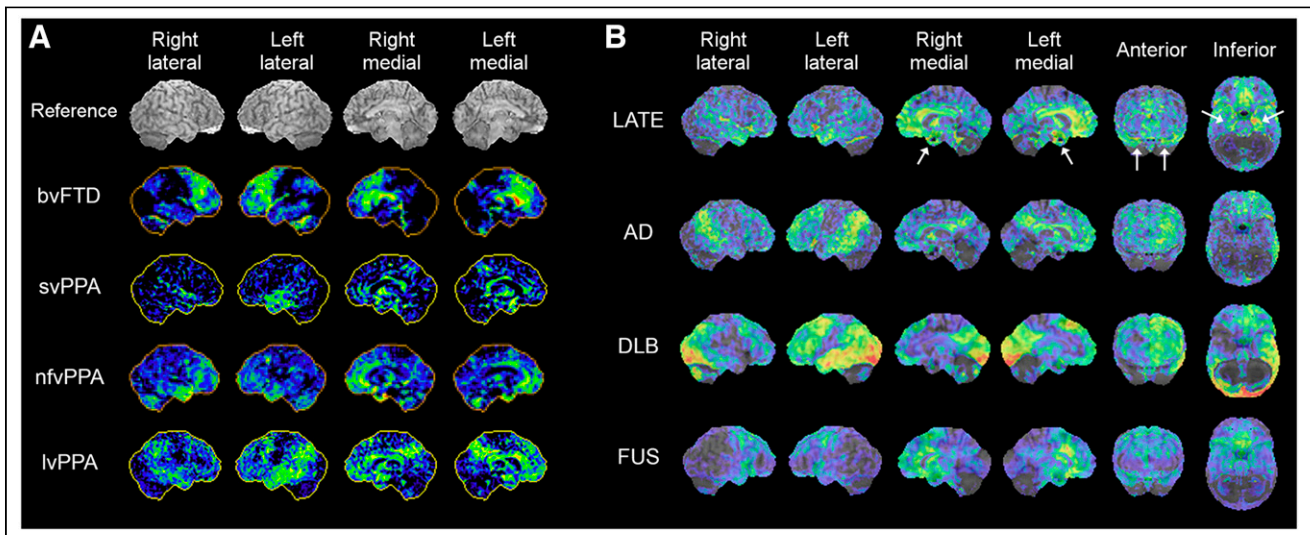 A
Right lateral
Left lateral
Right medial
Left medial
Reference
bvFTD
svPPA
nfvPPA
lvPPA
B
Right lateral
Left lateral
Right medial
Left medial
Anterior
Inferior
LATE
AD
DLB
FUS